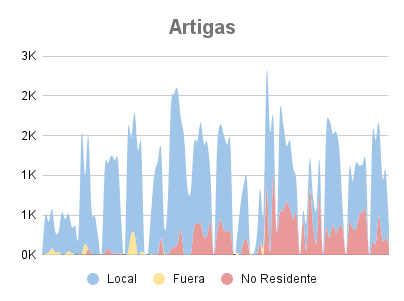 Artigas
3K
2K
2K
1K
1K
0K
Local
Fuera
No Residente